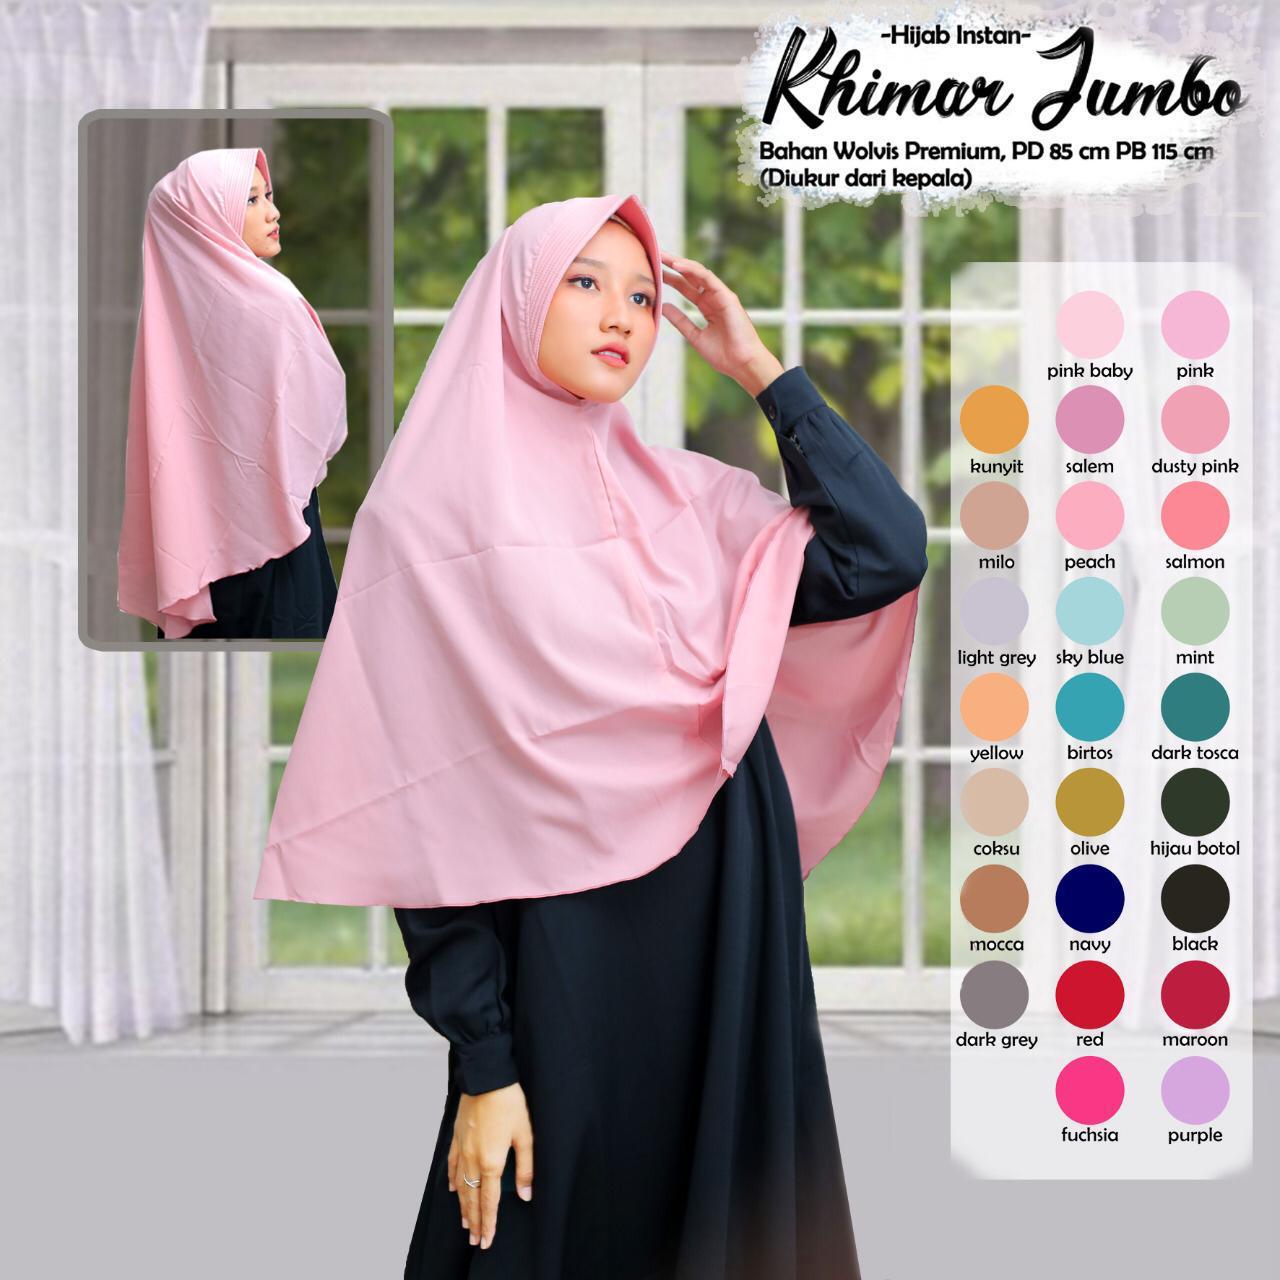 -Hijab Instan-
Khimar Jumbo
Bahan Wolvis Premium, PD 85 cm PB 115 cm
(Diukur dari kepala)
pink baby pink
kunyit salem dusty pink
milo peach salmon
light grey sky blue mint
yellow birtos dark tosca
coksu olive hijau botol
mocca navy black
dark grey red maroon
fuchsia purple